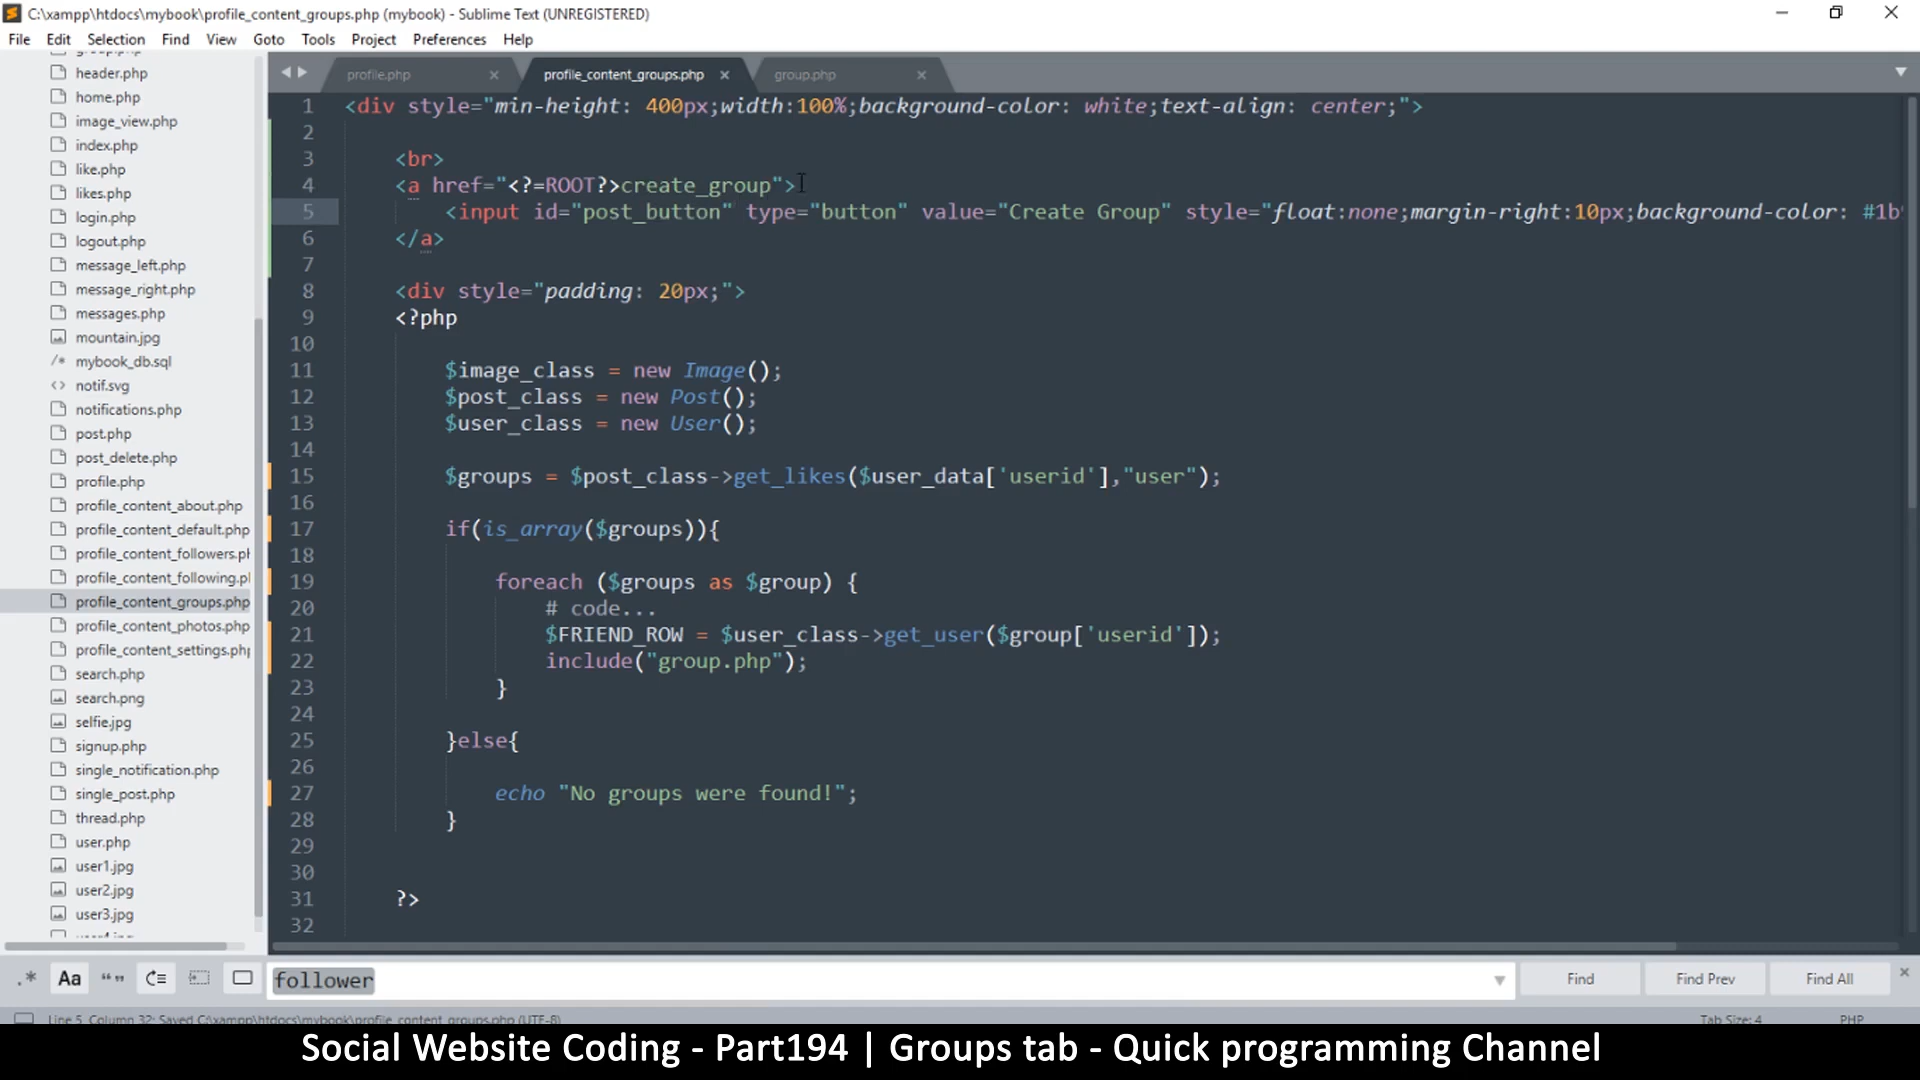 C:\xampp\htdocs\mybook\profile_content_groups.php (mybook) - Sublime Text (UNREGISTERED)
File Edit Selection Find View Goto Tools Project Preferences Help
header.php
home.php
image_view.php
index.php
like.php
likes.php
login.php
logout.php
message_left.php
message_right.php
messages.php
mountain.jpg
/* mybook_db.sql
<> notif.svg
notifications.php
post.php
post_delete.php
profile.php
profile_content_about.php
profile_content_default.php
profile_content_followers.ph
profile_content_following.pl
profile_content_groups.php
profile_content_photos.php
profile_content_settings.php
search.php
search.png
selfie.jpg
signup.php
single_notification.php
single_post.php
thread.php
user.php
user1.jpg
user2.jpg
user3.jpg
profile.php profile_content_groups.php group.php
1 <div style="min-height: 400px;width:100%;background-color: white;text-align: center;">
2
3 <br>
4 <a href="<?=ROOT?>create_group">
5 <input id="post_button" type="button" value="Create Group" style="float:none;margin-right:10px;background-color: #1b
6 </a>
7
8 <div style="padding: 20px;">
9 <?php
10
11 $image_class = new Image();
12 $post_class = new Post();
13 $user_class = new User();
14
15 $groups = $post_class->get_likes($user_data['userid'],"user");
16
17 if(is_array($groups)){
18
19 foreach ($groups as $group) {
20 # code...
21 $FRIEND_ROW = $user_class->get_user($group['userid']);
22 include("group.php");
23 }
24
25 }else{
26
27 echo "No groups were found!";
28 }
29
30
31 ?>
32
.* Aa “” follower Find Find Prev Find All
Line 5, Column 32; Saved C:\xampp\htdocs\mybook\profile_content_groups.php (UTF-8) Tab Size: 4 PHP
Social Website Coding - Part194 | Groups tab - Quick programming Channel